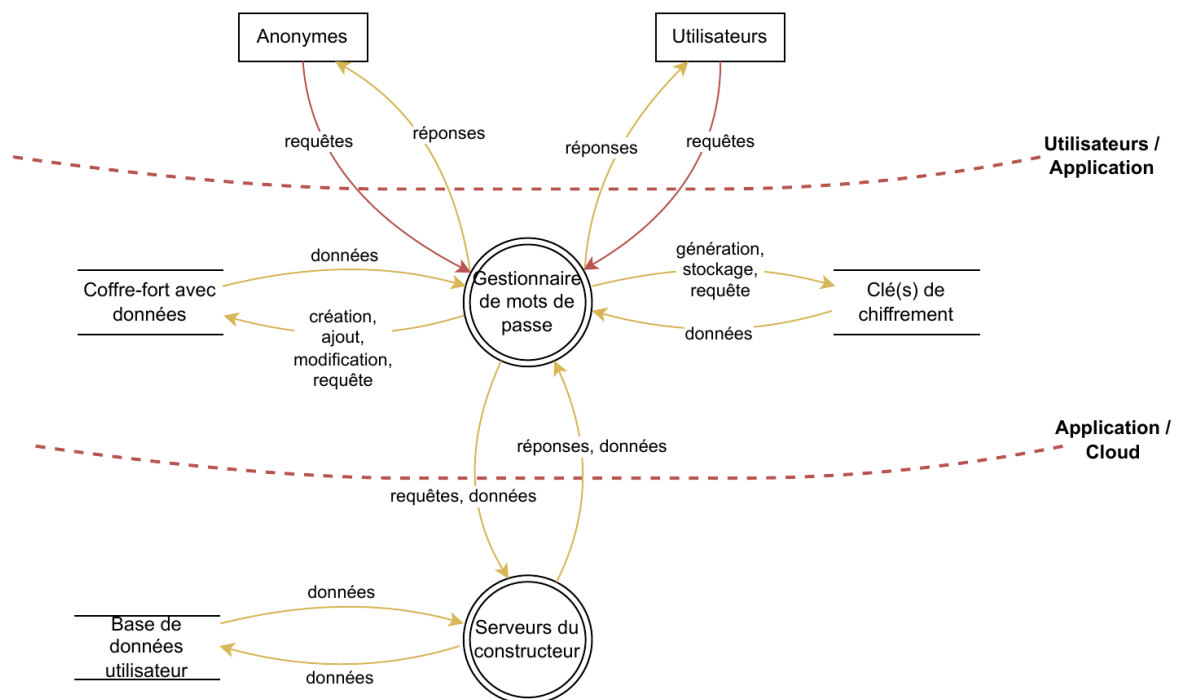 Anonymes
Utilisateurs
requêtes
réponses
réponses
requêtes
Utilisateurs /
Application
données
Gestionnaire
de mots de
passe
génération,
stockage,
requête
Coffre-fort avec
données
Clé(s) de
chiffrement
création,
ajout,
modification,
requête
données
réponses, données
Application /
Cloud
requêtes, données
données
Base de
données
utilisateur
Serveurs du
constructeur
données